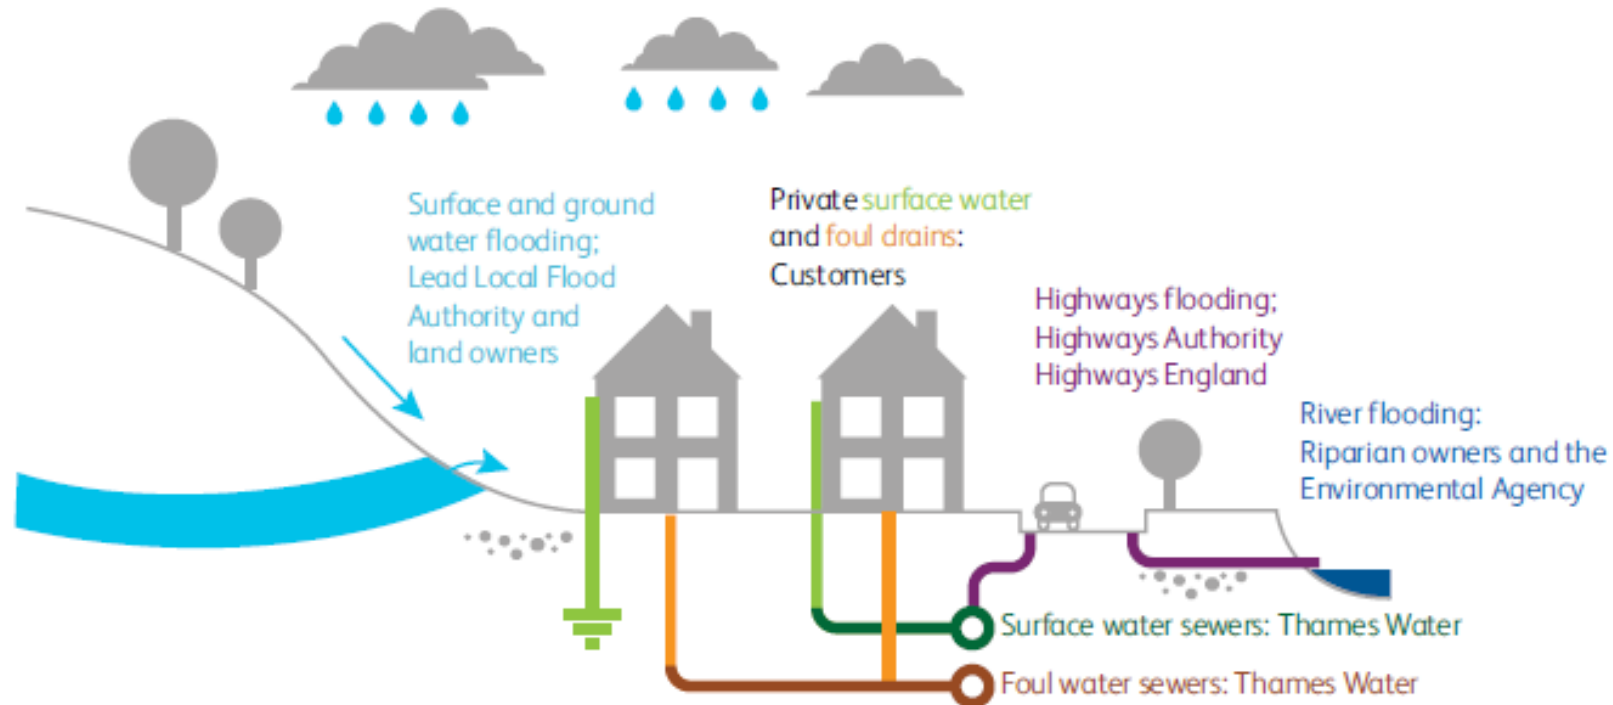 Surface and ground
water flooding;
Lead Local Flood
Authority and
land owners
Private surface water
and foul drains:
Customers
Highways flooding;
Highways Authority
Highways England
River flooding:
Riparian owners and the
Environmental Agency
Surface water sewers: Thames Water
Foul water sewers: Thames Water